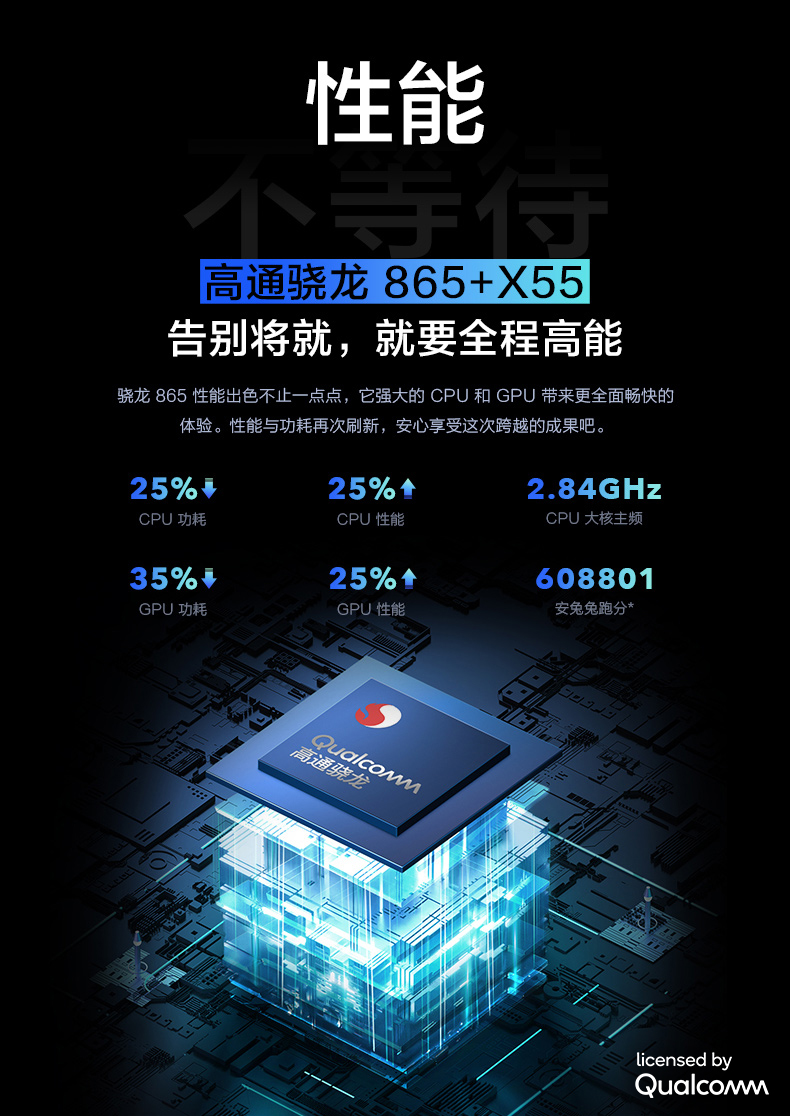 性能
不等待
高通骁龙 865+X55
告别将就，就要全程高能
骁龙 865 性能出色不止一点点，它强大的 CPU 和 GPU 带来更全面畅快的
体验。性能与功耗再次刷新，安心享受这次跨越的成果吧。
25%⬇ 25%⬆ 2.84GHz
CPU 功耗 CPU 性能 CPU 大核主频
35%⬇ 25%⬆ 608801
GPU 功耗 GPU 性能 安兔兔跑分*
Qualcomm
高通骁龙
licensed by
Qualcomm